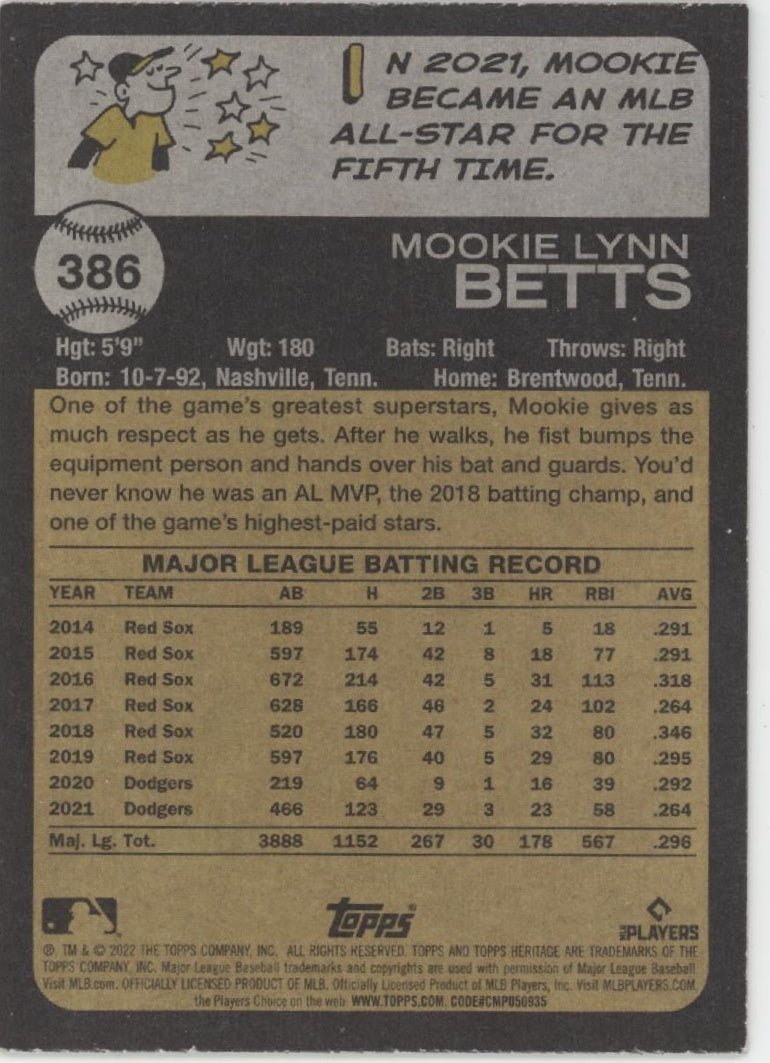 IN 2021, MOOKIE
BECAME AN MLB
ALL-STAR FOR THE
FIFTH TIME.
386
MOOKIE LYNN
BETTS
Hgt: 5'9" Wgt: 180 Bats: Right Throws: Right
Born: 10-7-92, Nashville, Tenn. Home: Brentwood, Tenn.
One of the game's greatest superstars, Mookie gives as
much respect as he gets. After he walks, he fist bumps the
equipment person and hands over his bat and guards. You'd
never know he was an AL MVP, the 2018 batting champ, and
one of the game's highest-paid stars.
MAJOR LEAGUE BATTING RECORD
YEAR TEAM AB H 2B 3B HR RBI AVG
2014 Red Sox 189 55 12 1 5 18 .291
2015 Red Sox 597 174 42 8 18 77 .291
2016 Red Sox 672 214 42 5 31 113 .318
2017 Red Sox 628 166 46 2 24 102 .264
2018 Red Sox 520 180 47 5 32 80 .346
2019 Red Sox 597 176 40 5 29 80 .295
2020 Dodgers 219 64 9 1 16 39 .292
2021 Dodgers 466 123 29 3 23 58 .264
Maj. Lg. Tot. 3888 1152 267 30 178 567 .296
Topps® MLB PLAYERS
®, TM & © 2022 THE TOPPS COMPANY, INC. ALL RIGHTS RESERVED. TOPPS AND TOPPS HERITAGE ARE TRADEMARKS OF THE
TOPPS COMPANY, INC. Major League Baseball trademarks and copyrights are used with permission of Major League Baseball.
Visit MLB.com. OFFICIALLY LICENSED PRODUCT OF MLB. Officially Licensed Product of MLB Players, Inc. Visit MLBPLAYERS.COM,
the Players Choice on the web. WWW.TOPPS.COM. CODE#CMP050935